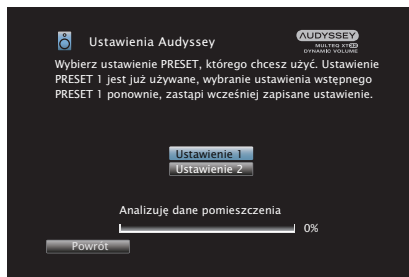 Ustawienia Audyssey
AUDYSSEY
MULTEQ XT32
DYNAMIC VOLUME
Wybierz ustawienie PRESET, którego chcesz użyć. Ustawienie
PRESET 1 jest już używane, wybranie ustawienia wstępnego
PRESET 1 ponownie, zastąpi wcześniej zapisane ustawienie.
Ustawienie 1
Ustawienie 2
Analizuję dane pomieszczenia
0%
Powrót